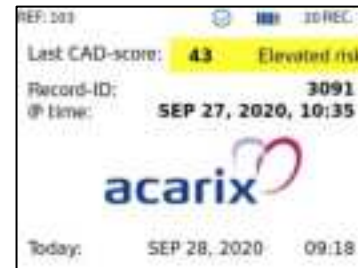 REF: 103 20 REC.
Last CAD-score: 43 Elevated risk
Record-ID: 3091
@ time: SEP 27, 2020, 10:35
acarix
Today: SEP 28, 2020 09:18